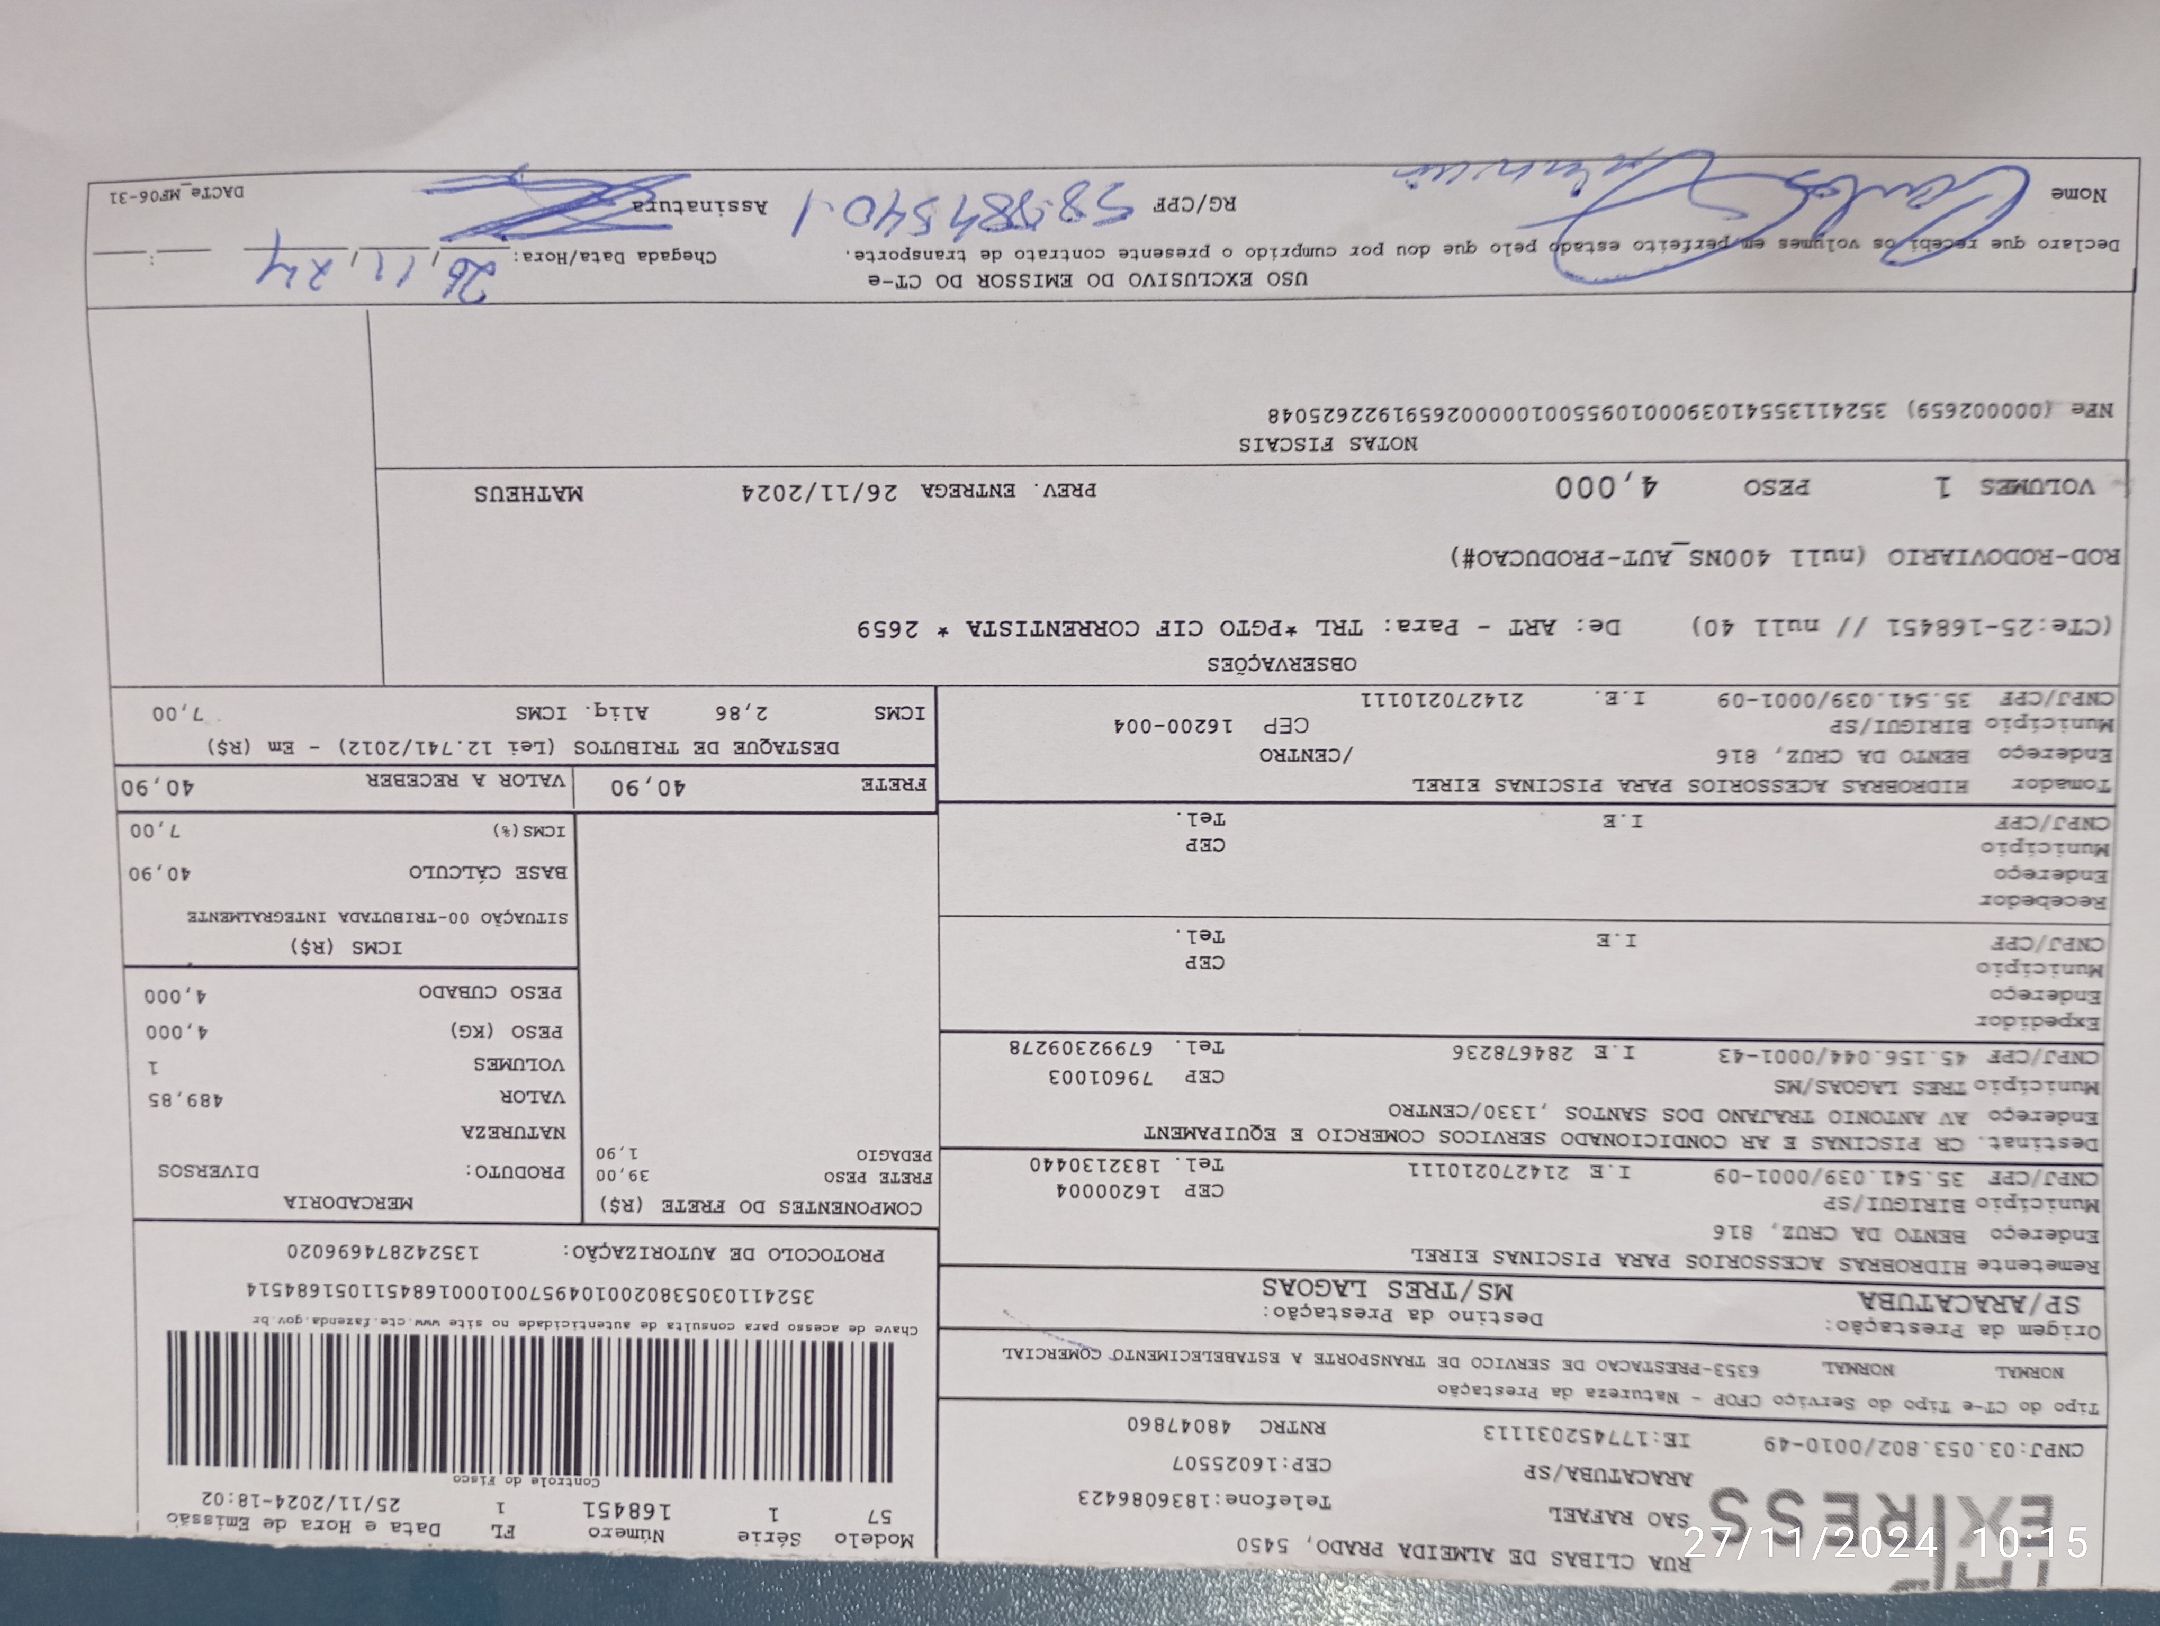 EXPRESS
RUA CLIBAS DE ALMEIDA PRADO, 5450
SAO RAFAEL Telefone:1836086423
ARACATUBA/SP CEP:16025507
CNPJ:03.053.802/0010-49 IE:177452031113 RNTRC 48047860
Modelo Série Número FL Data e Hora de Emissão
57 1 168451 1 25/11/2024-18:02
Controle do Fisco
Tipo do CT-e Tipo do Serviço CFOP - Natureza da Prestação
NORMAL NORMAL 6353-PRESTACAO DE SERVICO DE TRANSPORTE A ESTABELECIMENTO COMERCIAL
Chave de acesso para consulta de autenticidade no site www.cte.fazenda.gov.br
35241103053802001049570010001684511051684514
Origem da Prestação: Destino da Prestação:
SP/ARACATUBA MS/TRES LAGOAS
PROTOCOLO DE AUTORIZAÇÃO: 135242874696020
Remetente HIDROBRAS ACESSORIOS PARA PISCINAS EIREL
Endereço BENTO DA CRUZ, 816
Município BIRIGUI/SP CEP 16200004
CNPJ/CPF 35.541.039/0001-09 I.E 214270210111 Tel. 1832130440
Destinat. CR PISCINAS E AR CONDICIONADO SERVICOS COMERCIO E EQUIPAMENT
Endereço AV ANTONIO TRAJANO DOS SANTOS ,1330/CENTRO
Município TRES LAGOAS/MS CEP 79601003
CNPJ/CPF 45.156.044/0001-43 I.E 284678236 Tel. 67992309278
Expedidor
Endereço
Município CEP
CNPJ/CPF I.E Tel.
Recebedor
Endereço
Município CEP
CNPJ/CPF I.E Tel.
Tomador HIDROBRAS ACESSORIOS PARA PISCINAS EIREL
Endereço BENTO DA CRUZ, 816 /CENTRO
Município BIRIGUI/SP CEP 16200-004
CNPJ/CPF 35.541.039/0001-09 I.E. 214270210111
COMPONENTES DO FRETE (R$)
FRETE PESO 39,00
PEDAGIO 1,90
MERCADORIA
PRODUTO: DIVERSOS
NATUREZA
VALOR 489,85
VOLUMES 1
PESO (KG) 4,000
PESO CUBADO 4,000
ICMS (R$)
SITUAÇÃO 00-TRIBUTADA INTEGRALMENTE
BASE CÁLCULO 40,90
ICMS(%) 7,00
FRETE 40,90 VALOR A RECEBER 40,90
DESTAQUE DE TRIBUTOS (Lei 12.741/2012) - Em (R$)
ICMS 2,86 Aliq. ICMS 7,00
OBSERVAÇÕES
(CTe:25-168451 // null 40) De: ART - Para: TRL *PGTO CIF CORRENTISTA * 2659
ROD-RODOVIARIO (null 400NS_AUT-PRODUCAO#)
VOLUMES 1 PESO 4,000 PREV. ENTREGA 26/11/2024 MATHEUS
NOTAS FISCAIS
NFe (000002659) 35241135541039000109550010000026591922625048
USO EXCLUSIVO DO EMISSOR DO CT-e
Declaro que recebi os volumes em perfeito estado pelo que dou por cumprido o presente contrato de transporte. Chegada Data/Hora: 26/11/24 :
Nome Carlos RG/CPF Assinatura
DACTe_MF06-31
27/11/2024 10:15